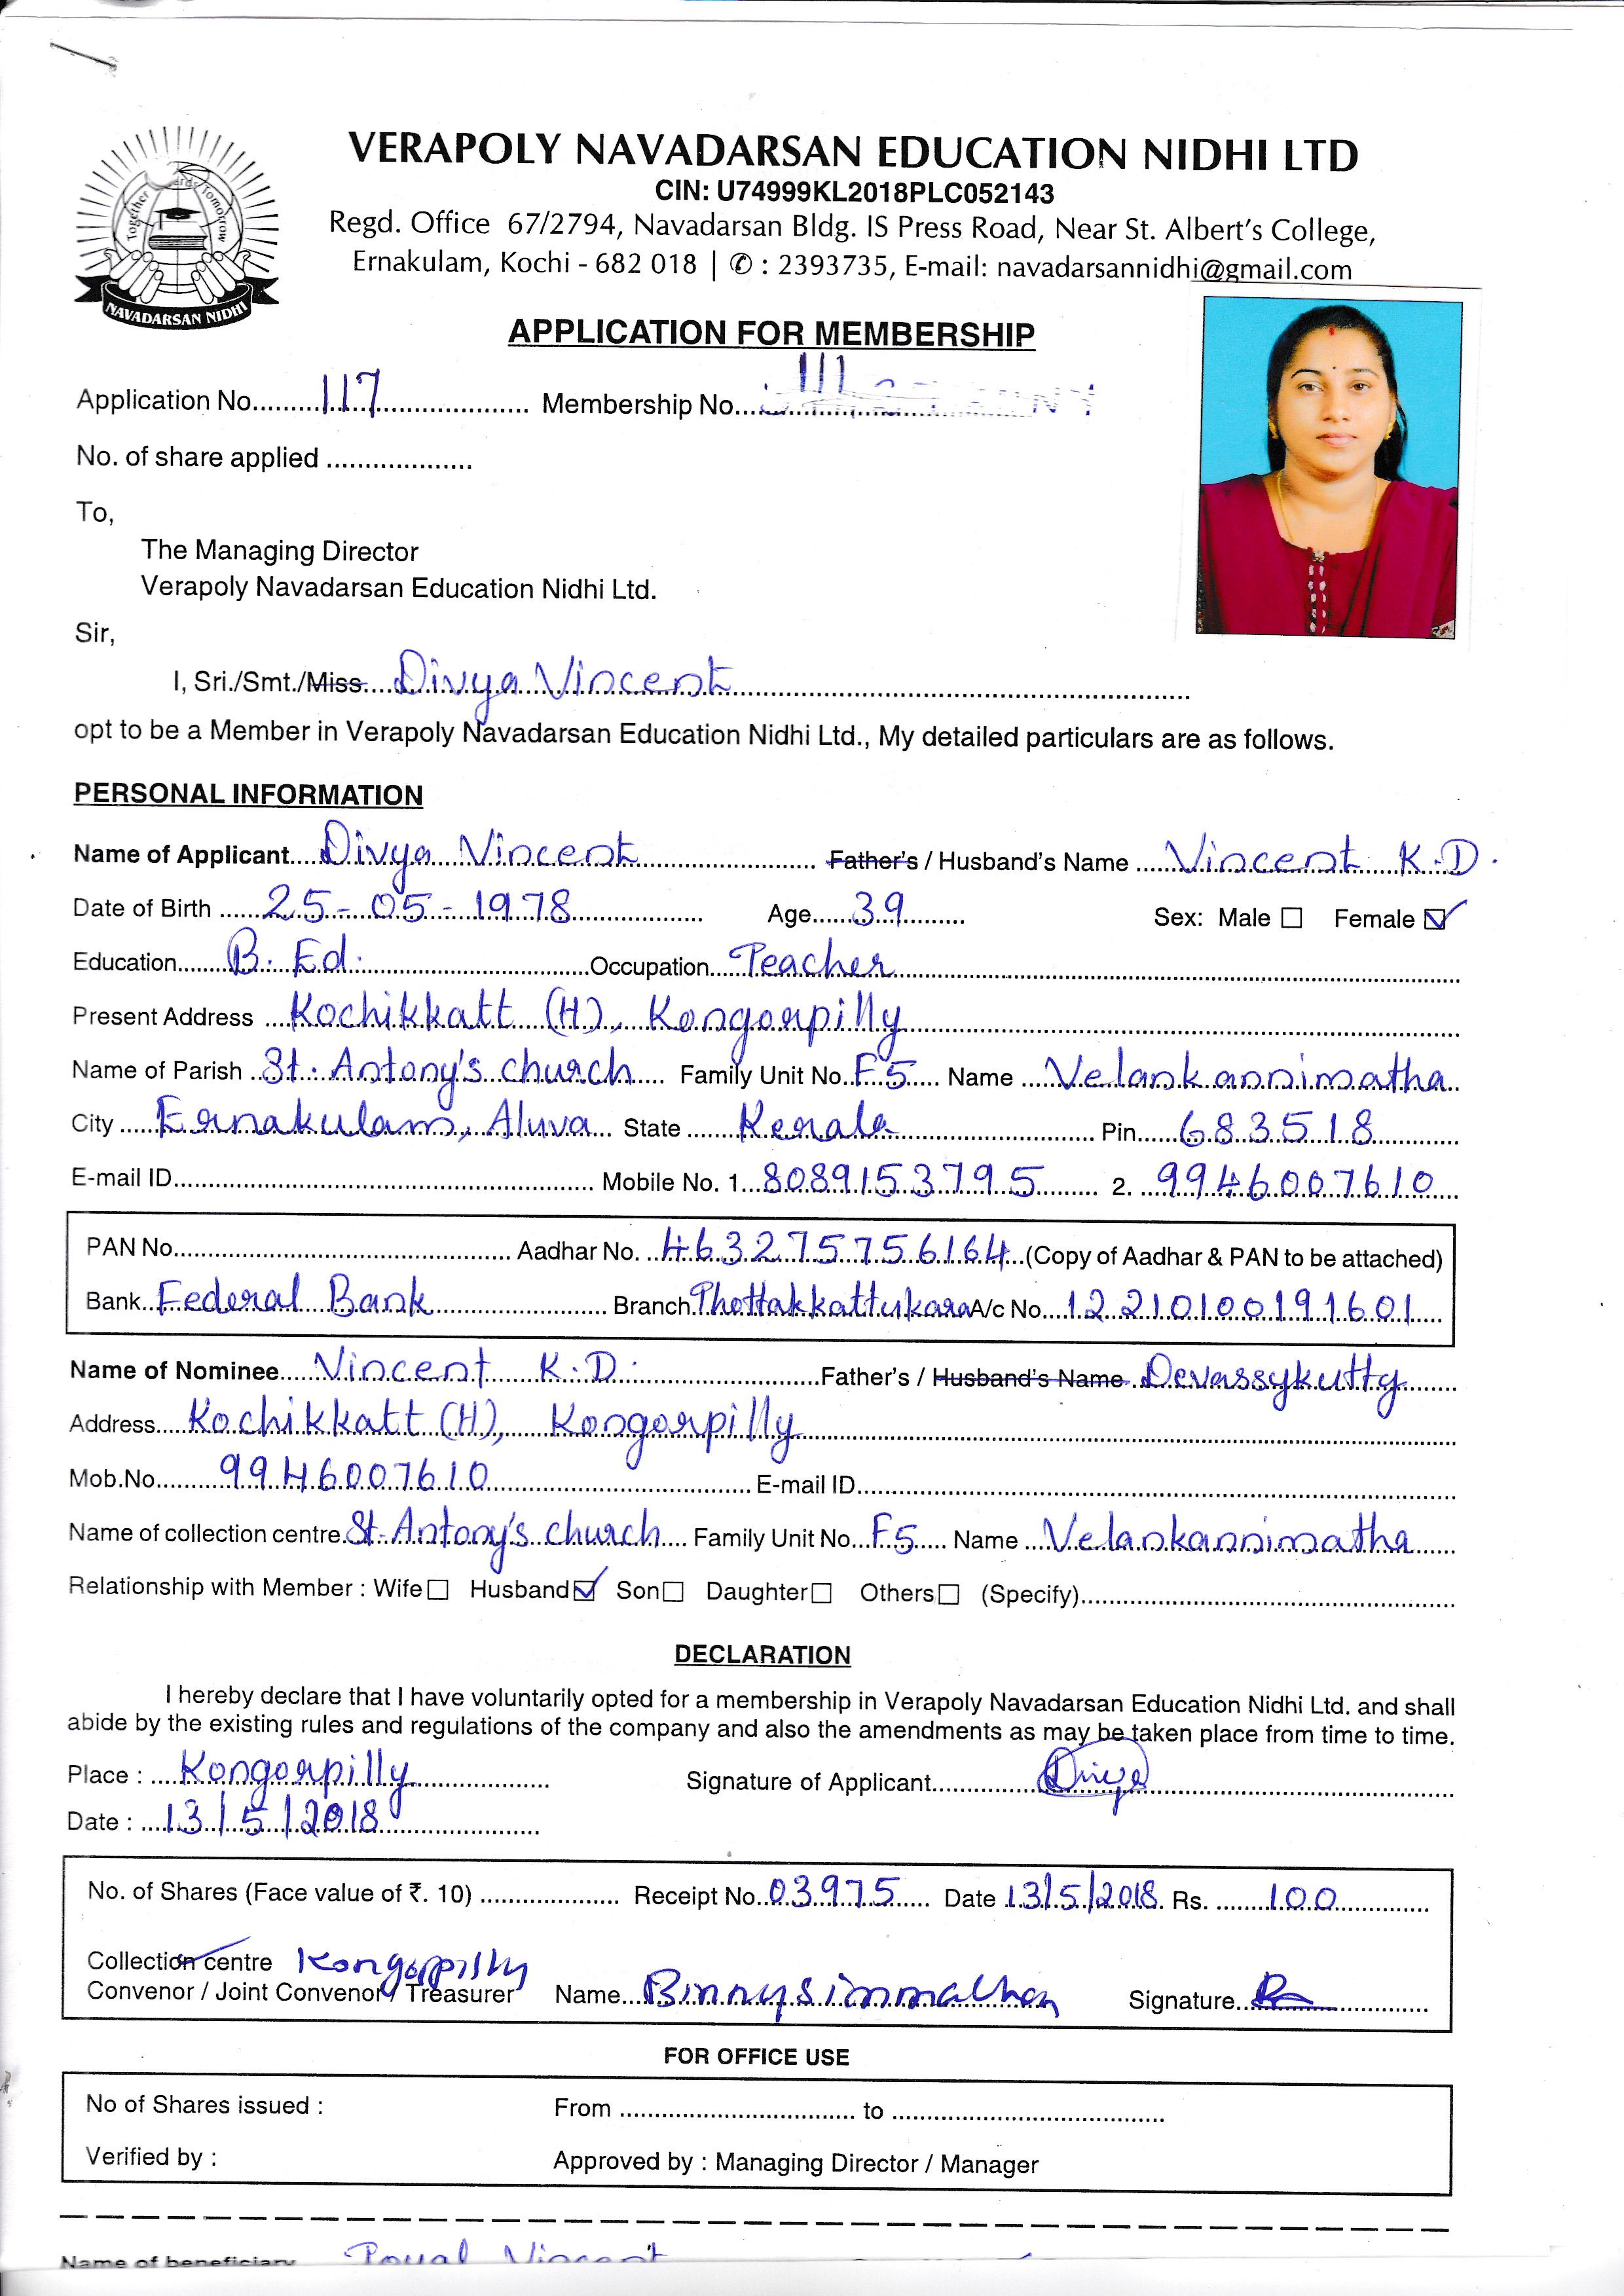 VERAPOLY NAVADARSAN EDUCATION NIDHI LTD
CIN: U74999KL2018PLC052143
Regd. Office 67/2794, Navadarsan Bldg. IS Press Road, Near St. Albert's College,
Ernakulam, Kochi - 682 018 | ✆ : 2393735, E-mail: navadarsannidhi@gmail.com
Together Towards Tomorrow
NAVADARSAN NIDHI
APPLICATION FOR MEMBERSHIP
Application No. 117 Membership No.
No. of share applied
To,
The Managing Director
Verapoly Navadarsan Education Nidhi Ltd.
Sir,
I, Sri./Smt./Miss Divya Vincent
opt to be a Member in Verapoly Navadarsan Education Nidhi Ltd., My detailed particulars are as follows.
PERSONAL INFORMATION
Name of Applicant Divya Vincent Father's / Husband's Name Vincent K.D.
Date of Birth 25-05-1978 Age 39 Sex: Male ☐ Female ☑
Education B. Ed. Occupation Teacher
Present Address Kochikkatt (H), Kongorpilly
Name of Parish St. Antony's church Family Unit No. F5 Name Velankannimatha
City Ernakulam, Aluva State Kerala Pin 683518
E-mail ID Mobile No. 1. 8089153795 2. 9946007610
PAN No. Aadhar No. 463275756164 (Copy of Aadhar & PAN to be attached)
Bank Federal Bank Branch Thottakkattukara A/c No. 12210100191601
Name of Nominee Vincent K.D. Father's / Husband's Name Devassykutty
Address Kochikkatt (H), Kongorpilly
Mob.No. 9946007610 E-mail ID
Name of collection centre St. Antony's church Family Unit No. F5 Name Velankannimatha
Relationship with Member : Wife ☐ Husband ☑ Son ☐ Daughter ☐ Others ☐ (Specify)
DECLARATION
I hereby declare that I have voluntarily opted for a membership in Verapoly Navadarsan Education Nidhi Ltd. and shall
abide by the existing rules and regulations of the company and also the amendments as may be taken place from time to time.
Place : Kongorpilly Signature of Applicant Divya
Date : 13/5/2018
No. of Shares (Face value of ₹. 10) Receipt No. 03975 Date 13/5/2018 Rs. 100
Collection centre Kongorpilly
Convenor / Joint Convenor / Treasurer Name Binnysimmalhan Signature
FOR OFFICE USE
No of Shares issued : From to
Verified by : Approved by : Managing Director / Manager
Name of beneficiary Vincent